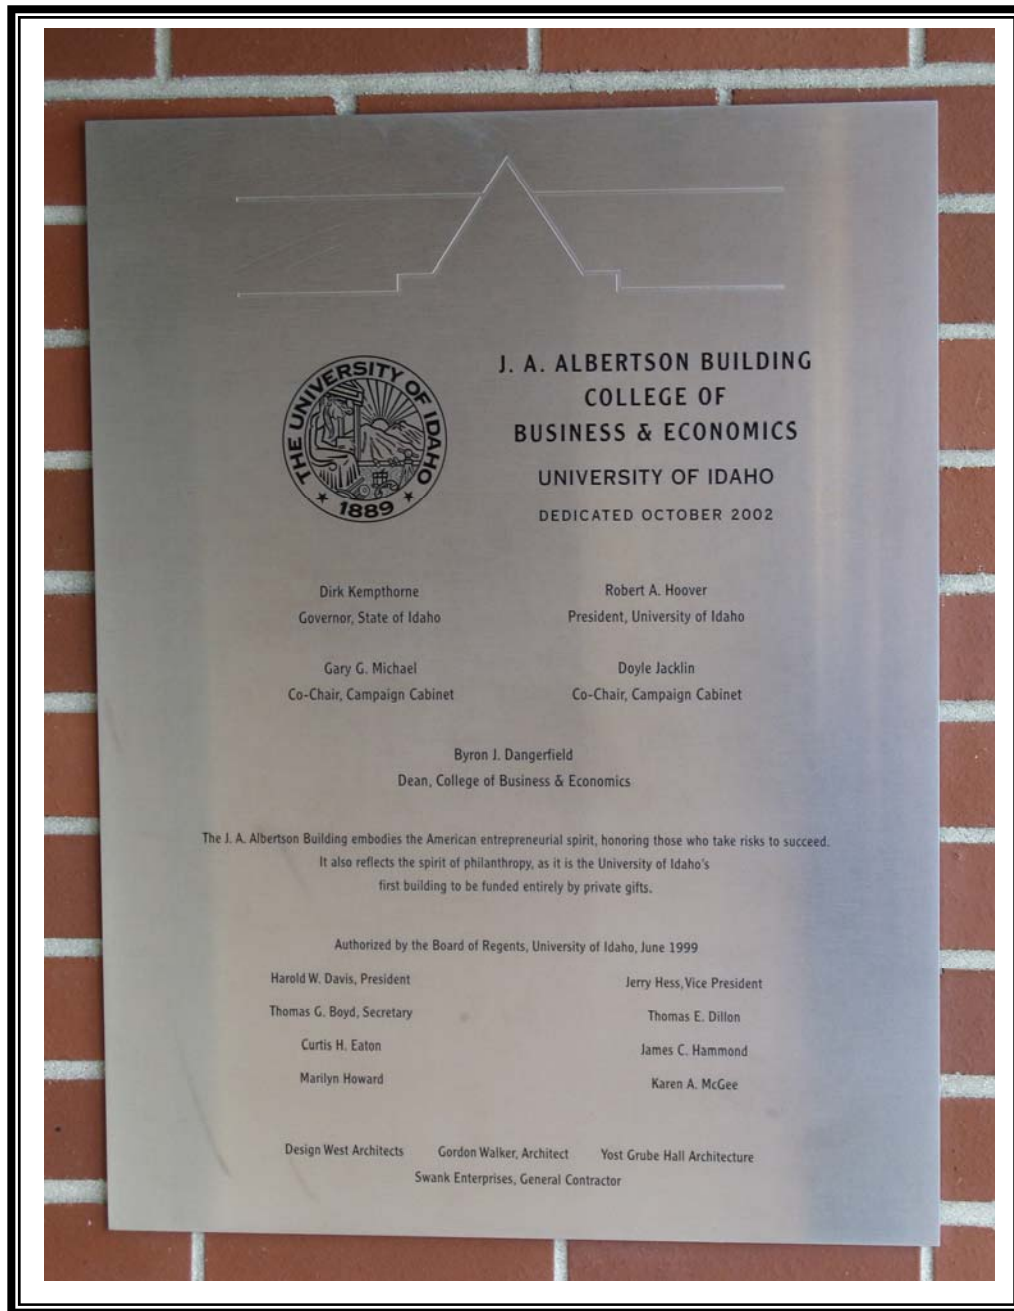 THE UNIVERSITY OF IDAHO
1889
J. A. ALBERTSON BUILDING
COLLEGE OF
BUSINESS & ECONOMICS
UNIVERSITY OF IDAHO
DEDICATED OCTOBER 2002
Dirk Kempthorne
Governor, State of Idaho
Robert A. Hoover
President, University of Idaho
Gary G. Michael
Co-Chair, Campaign Cabinet
Doyle Jacklin
Co-Chair, Campaign Cabinet
Byron J. Dangerfield
Dean, College of Business & Economics
The J. A. Albertson Building embodies the American entrepreneurial spirit, honoring those who take risks to succeed.
It also reflects the spirit of philanthropy, as it is the University of Idaho's
first building to be funded entirely by private gifts.
Authorized by the Board of Regents, University of Idaho, June 1999
Harold W. Davis, President
Jerry Hess, Vice President
Thomas G. Boyd, Secretary
Thomas E. Dillon
Curtis H. Eaton
James C. Hammond
Marilyn Howard
Karen A. McGee
Design West Architects Gordon Walker, Architect Yost Grube Hall Architecture
Swank Enterprises, General Contractor